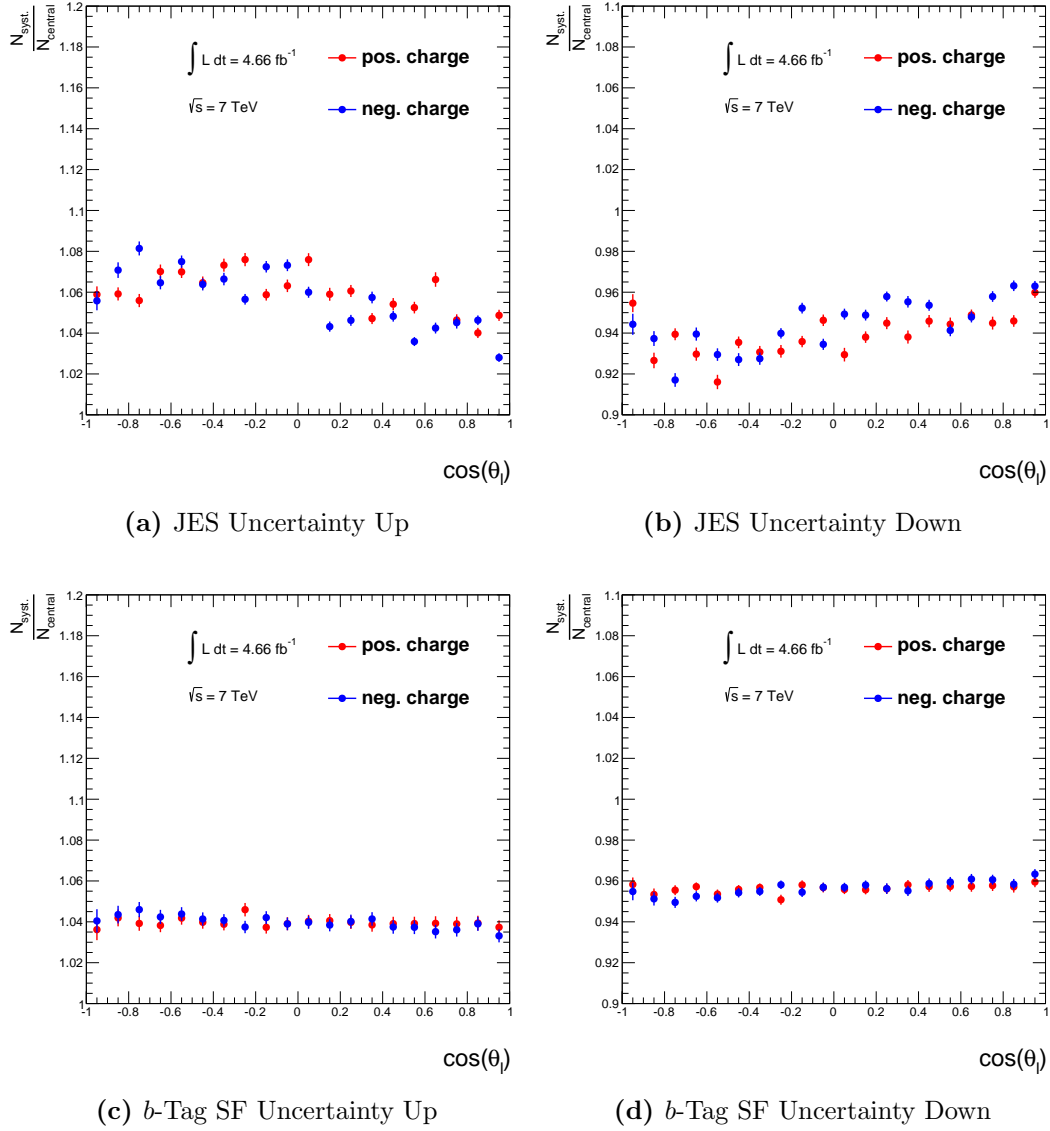 N_syst. / N_central
1.2
1.18
1.16
1.14
1.12
1.1
1.08
1.06
1.04
1.02
1
∫ L dt = 4.66 fb⁻¹
√s = 7 TeV
pos. charge
neg. charge
-1 -0.8 -0.6 -0.4 -0.2 0 0.2 0.4 0.6 0.8 1
cos(θ_l)
(a) JES Uncertainty Up
N_syst. / N_central
1.1
1.08
1.06
1.04
1.02
1
0.98
0.96
0.94
0.92
0.9
∫ L dt = 4.66 fb⁻¹
√s = 7 TeV
pos. charge
neg. charge
-1 -0.8 -0.6 -0.4 -0.2 0 0.2 0.4 0.6 0.8 1
cos(θ_l)
(b) JES Uncertainty Down
N_syst. / N_central
1.2
1.18
1.16
1.14
1.12
1.1
1.08
1.06
1.04
1.02
1
∫ L dt = 4.66 fb⁻¹
√s = 7 TeV
pos. charge
neg. charge
-1 -0.8 -0.6 -0.4 -0.2 0 0.2 0.4 0.6 0.8 1
cos(θ_l)
(c) b-Tag SF Uncertainty Up
N_syst. / N_central
1.1
1.08
1.06
1.04
1.02
1
0.98
0.96
0.94
0.92
0.9
∫ L dt = 4.66 fb⁻¹
√s = 7 TeV
pos. charge
neg. charge
-1 -0.8 -0.6 -0.4 -0.2 0 0.2 0.4 0.6 0.8 1
cos(θ_l)
(d) b-Tag SF Uncertainty Down